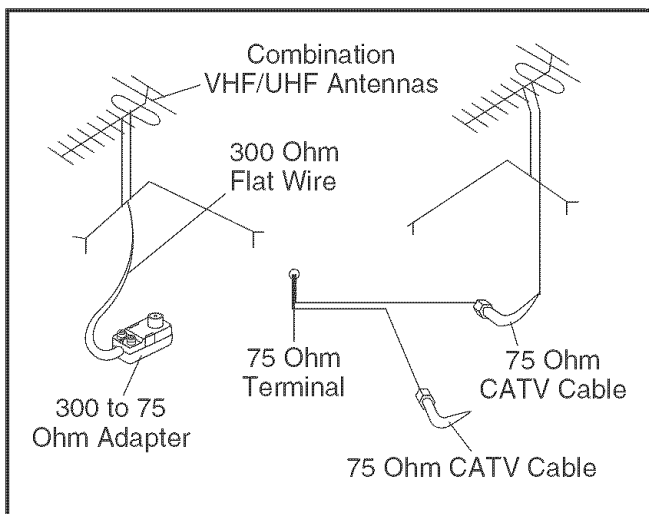 Combination
VHF/UHF Antennas
300 Ohm
Flat Wire
300 to 75
Ohm Adapter
75 Ohm
Terminal
75 Ohm
CATV Cable
75 Ohm CATV Cable